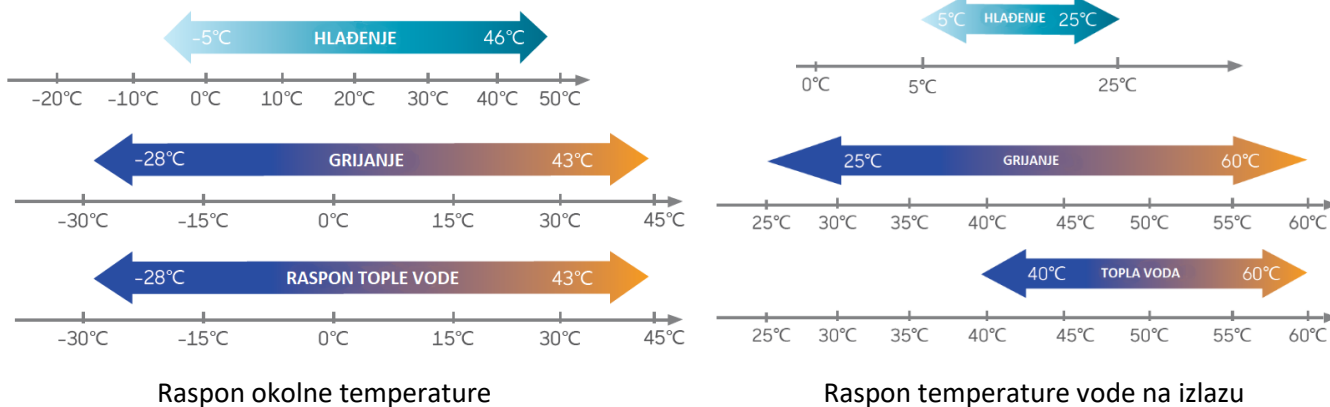 -5°C HLAĐENJE 46°C
-20°C -10°C 0°C 10°C 20°C 30°C 40°C 50°C
-28°C GRIJANJE 43°C
-30°C -15°C 0°C 15°C 30°C 45°C
-28°C RASPON TOPLE VODE 43°C
-30°C -15°C 0°C 15°C 30°C 45°C
Raspon okolne temperature
5°C HLAĐENJE 25°C
0°C 5°C 25°C
25°C GRIJANJE 60°C
25°C 30°C 35°C 40°C 45°C 50°C 55°C 60°C
40°C TOPLA VODA 60°C
25°C 30°C 35°C 40°C 45°C 50°C 55°C 60°C
Raspon temperature vode na izlazu